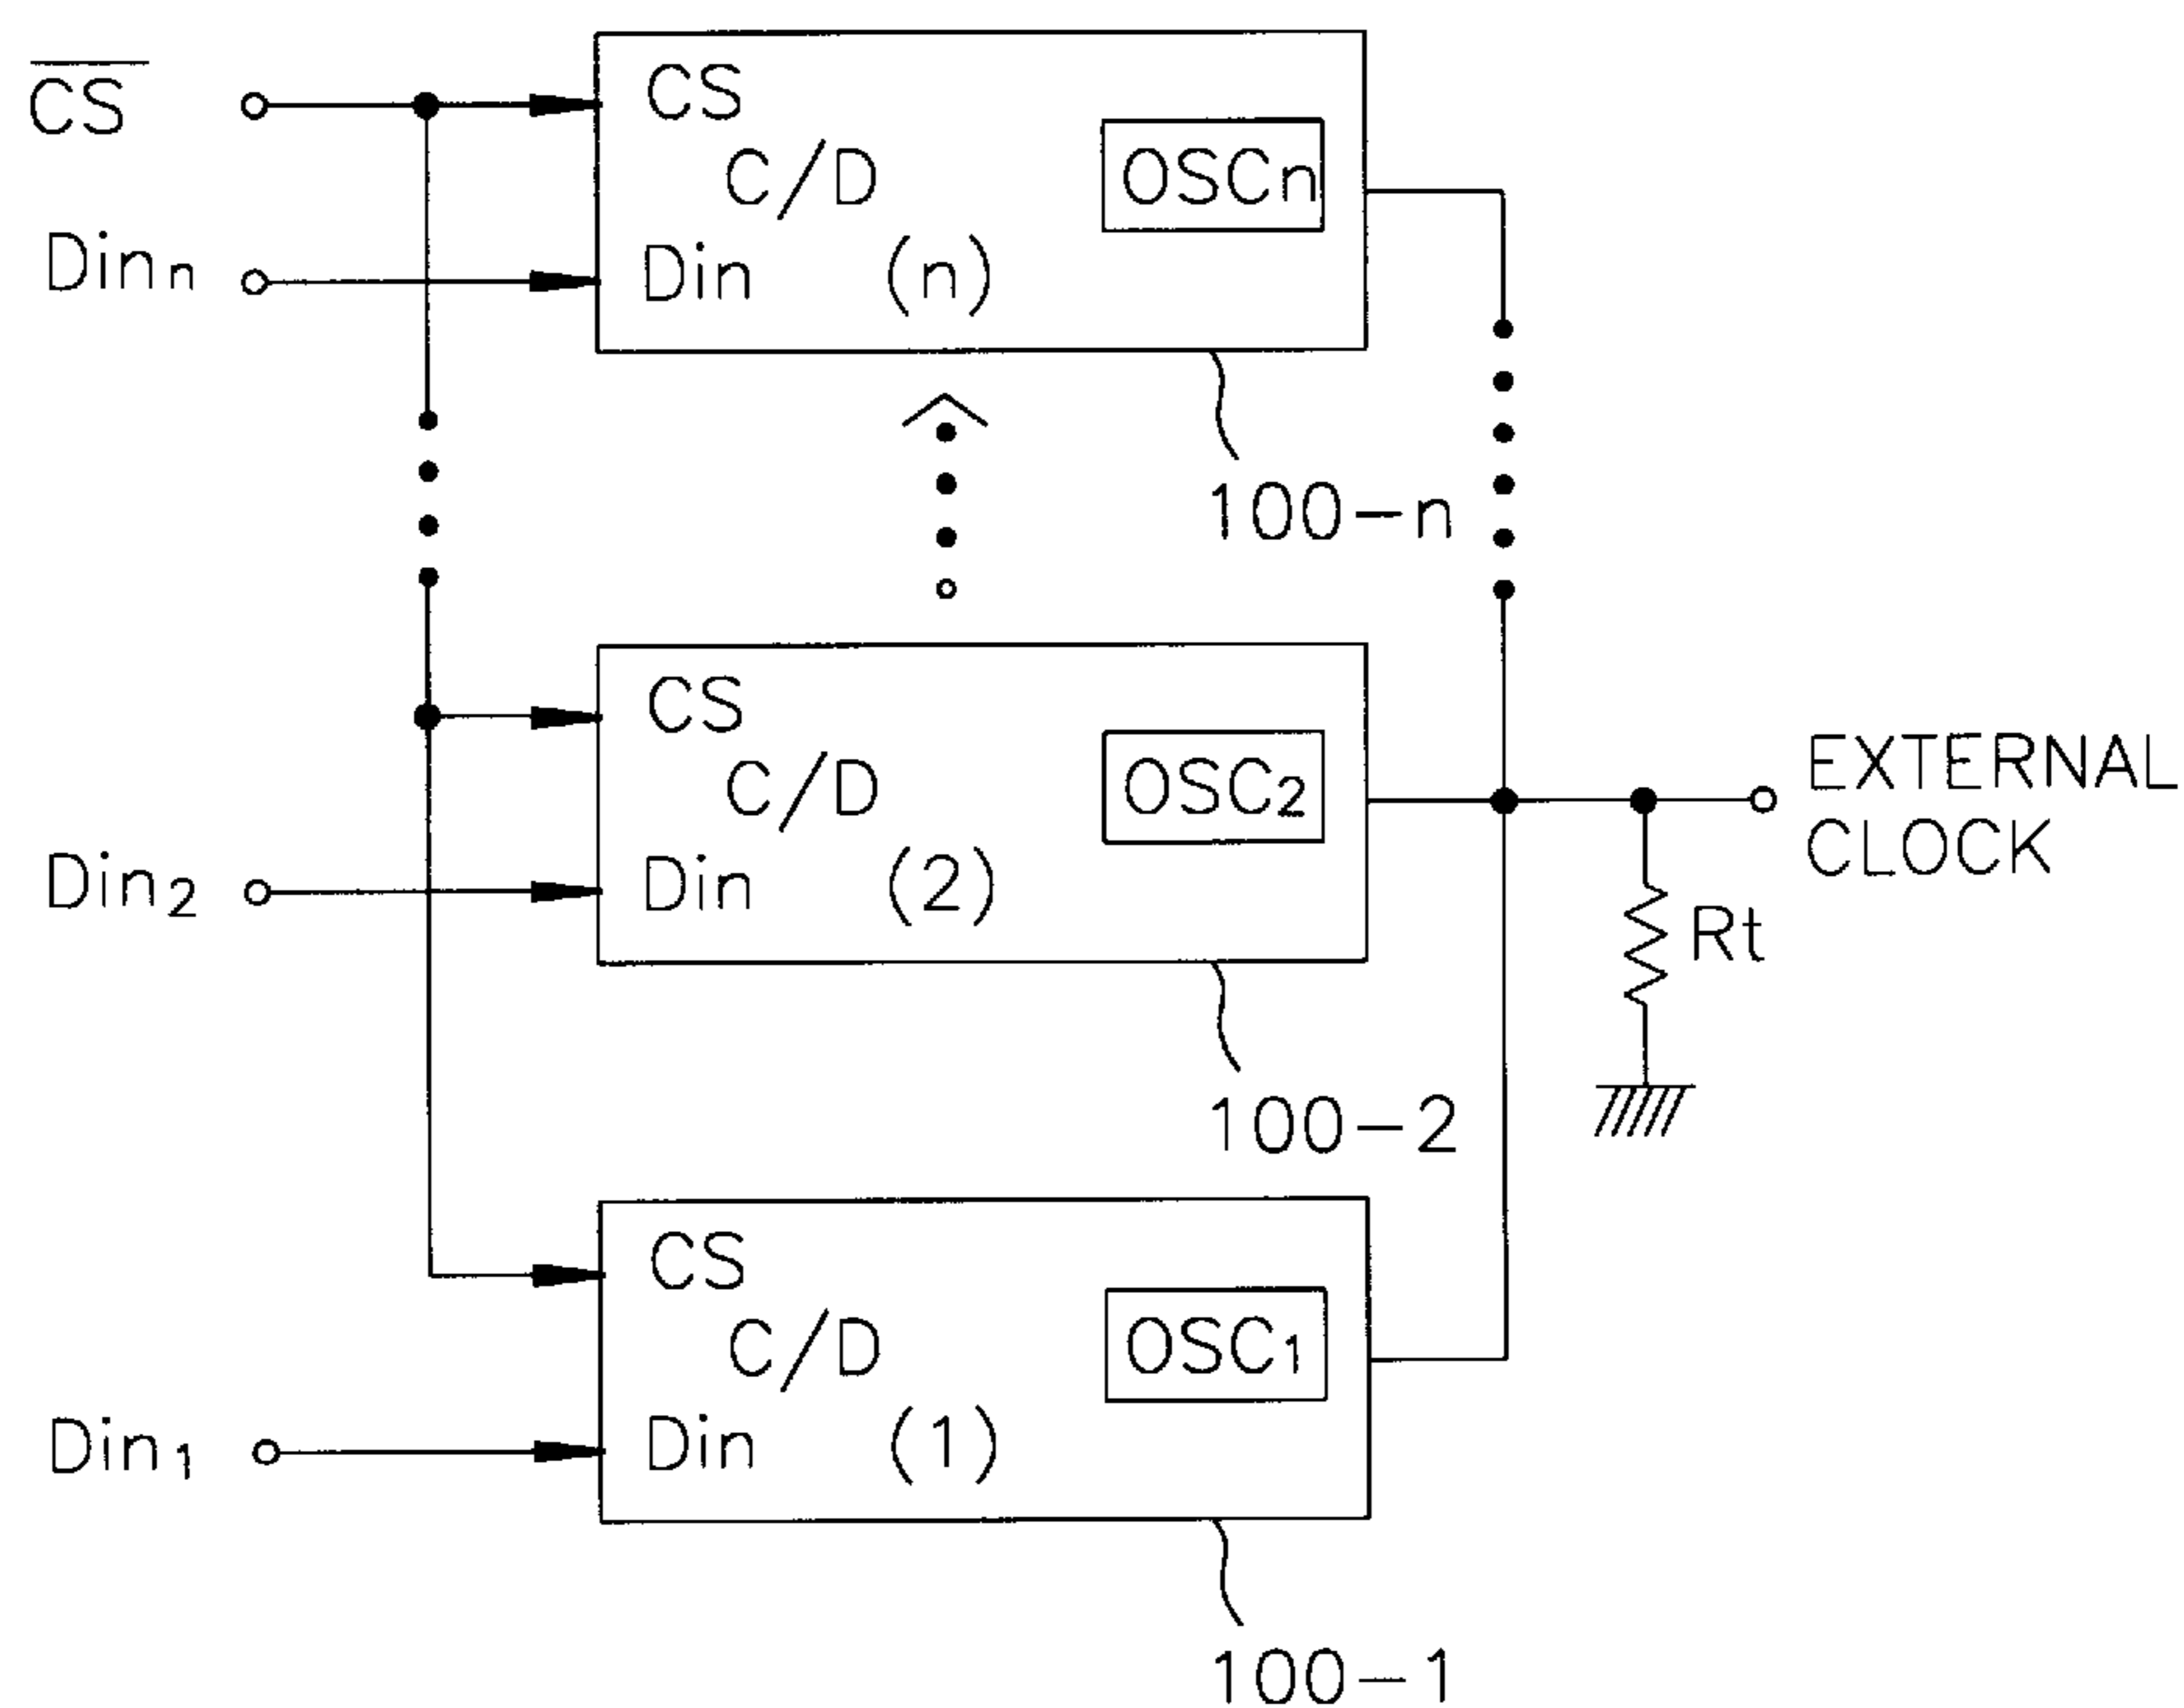 C̅S̅
CS
C/D
OSCn
Dinₙ
Din (n)
100-n
CS
C/D
OSC₂
EXTERNAL
CLOCK
Din₂
Din (2)
Rt
100-2
CS
C/D
OSC₁
Din₁
Din (1)
100-1